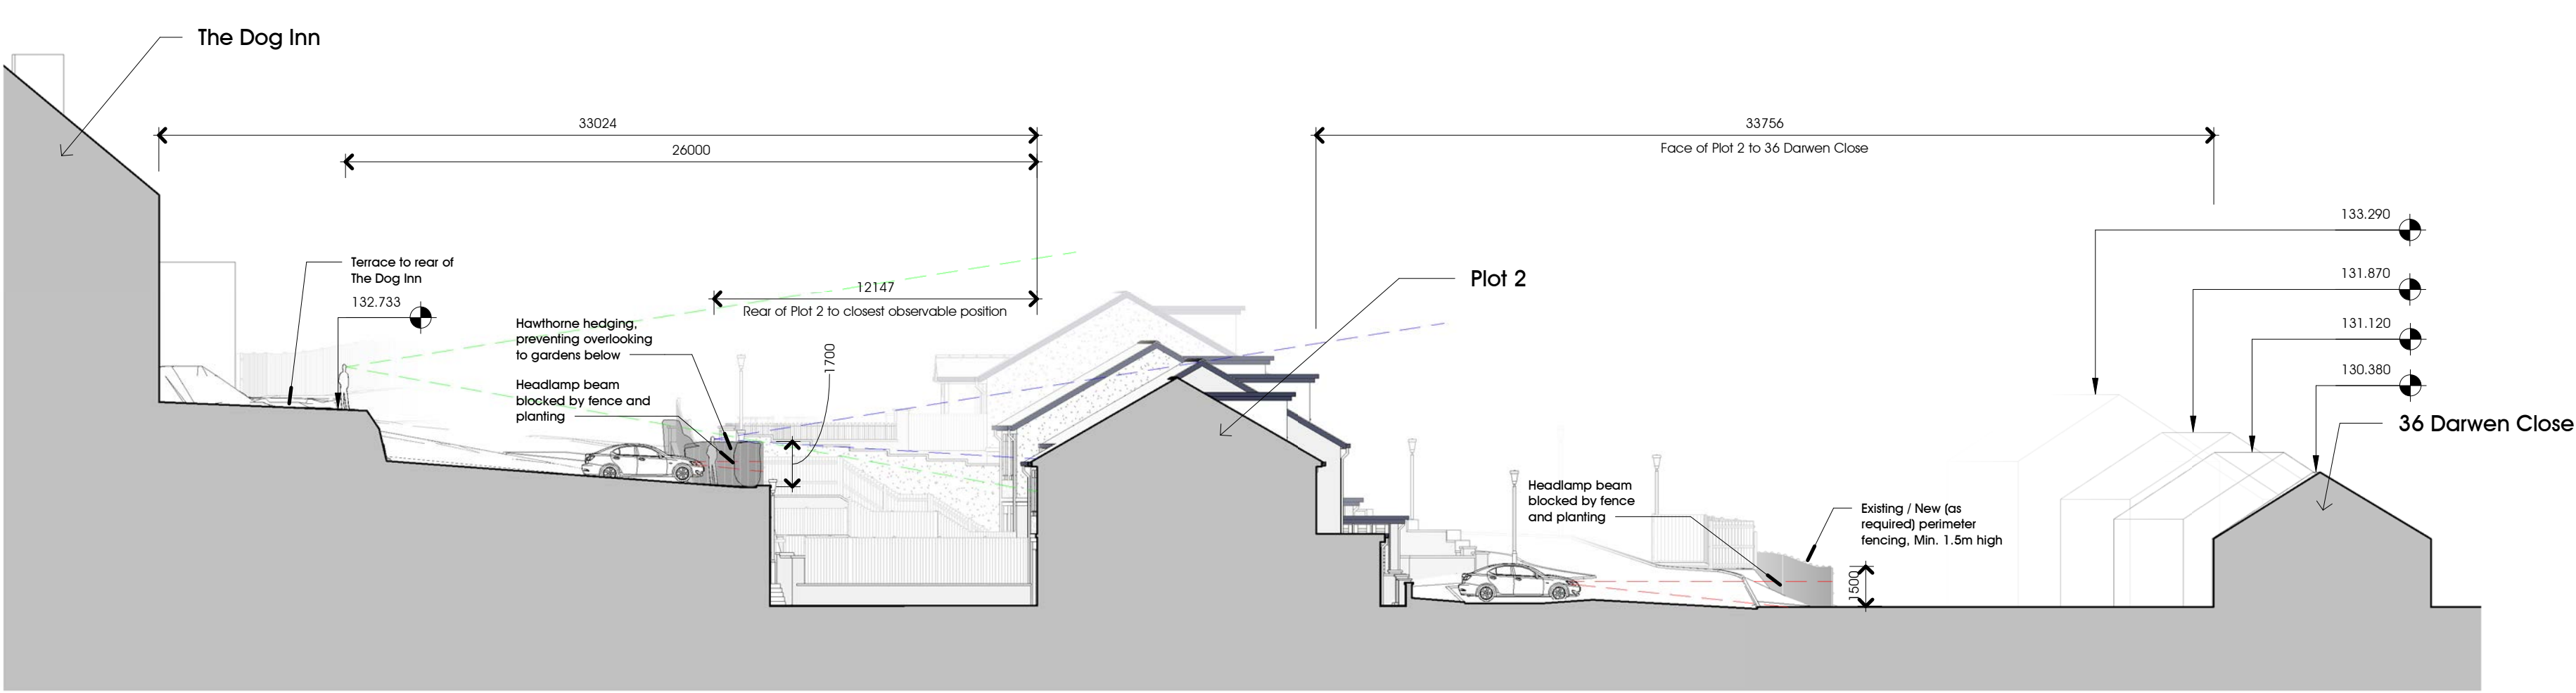 The Dog Inn
33024
26000
33756
Face of Plot 2 to 36 Darwen Close
133.290
131.870
131.120
130.380
36 Darwen Close
Terrace to rear of
The Dog Inn
132.733
12147
Rear of Plot 2 to closest observable position
Plot 2
Hawthorne hedging,
preventing overlooking
to gardens below
Headlamp beam
blocked by fence and
planting
1700
Headlamp beam
blocked by fence
and planting
Existing / New (as
required) perimeter
fencing, Min. 1.5m high
1500